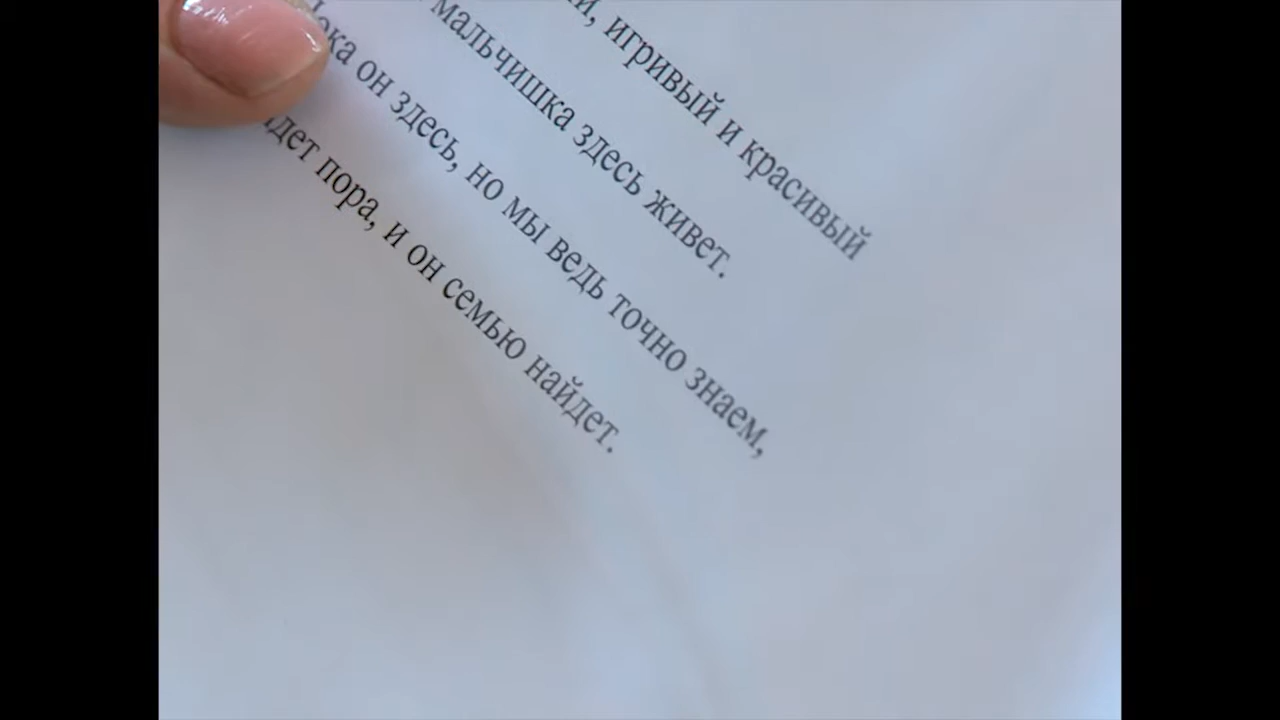 игривый и красивый
мальчишка здесь живет.
он здесь, но мы ведь точно знаем,
пора, и он семью найдет.